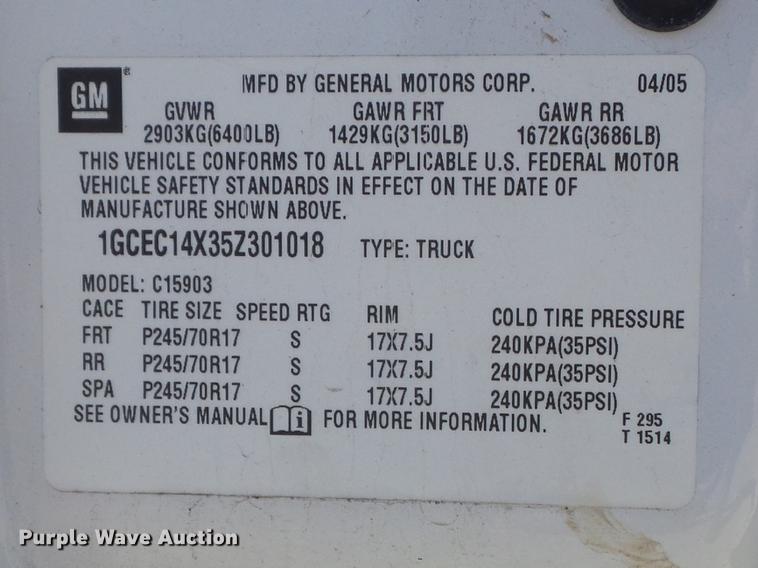 GM® MFD BY GENERAL MOTORS CORP. 04/05
GVWR GAWR FRT GAWR RR
2903KG(6400LB) 1429KG(3150LB) 1672KG(3686LB)
THIS VEHICLE CONFORMS TO ALL APPLICABLE U.S. FEDERAL MOTOR
VEHICLE SAFETY STANDARDS IN EFFECT ON THE DATE OF
MANUFACTURE SHOWN ABOVE.
1GCEC14X35Z301018 TYPE: TRUCK
MODEL: C15903
CACE TIRE SIZE SPEED RTG RIM COLD TIRE PRESSURE
FRT P245/70R17 S 17X7.5J 240KPA(35PSI)
RR P245/70R17 S 17X7.5J 240KPA(35PSI)
SPA P245/70R17 S 17X7.5J 240KPA(35PSI)
SEE OWNER'S MANUAL i FOR MORE INFORMATION. F 295
T 1514
Purple Wave Auction